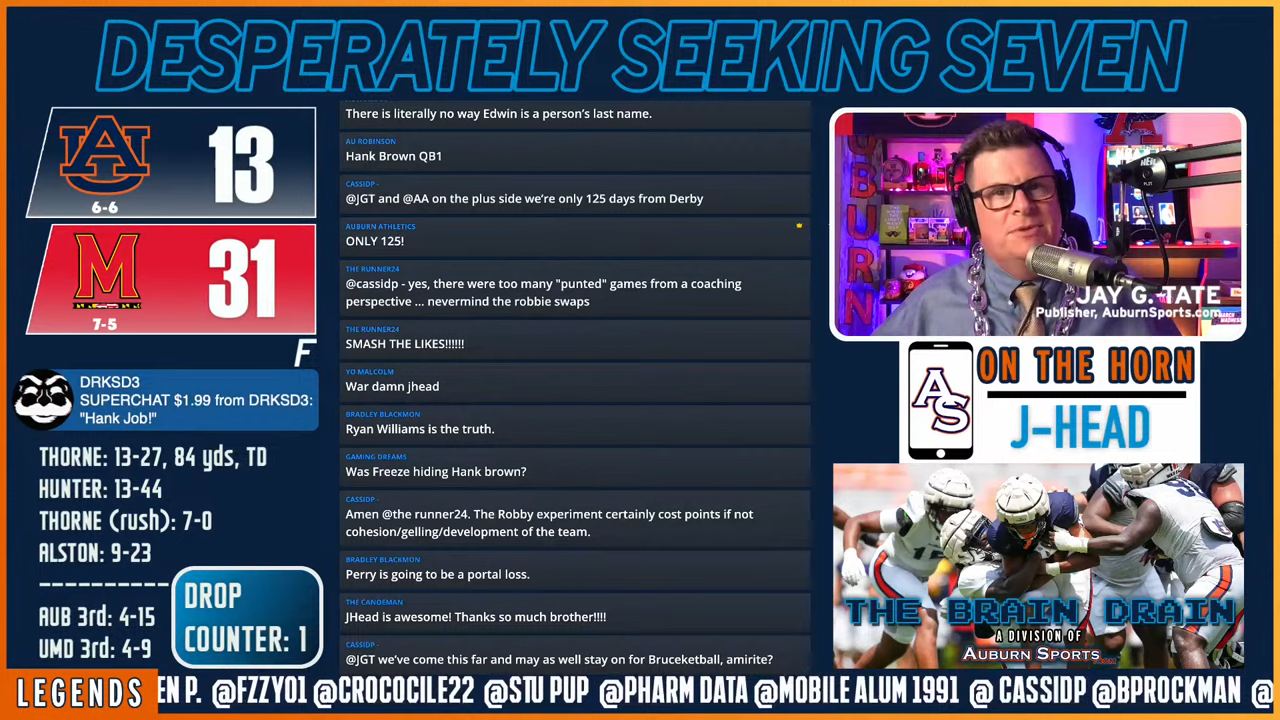 DESPERATELY SEEKING SEVEN
AU
6-6
13
M
7-5
31
F
DRKSD3
SUPERCHAT $1.99 from DRKSD3:
"Hank Job!"
THORNE: 13-27, 84 yds, TD
HUNTER: 13-44
THORNE (rush): 7-0
ALSTON: 9-23
AUB 3rd: 4-15
UMD 3rd: 4-9
DROP
COUNTER: 1
There is literally no way Edwin is a person's last name.
AU ROBINSON
Hank Brown QB1
CASSIDP -
@JGT and @AA on the plus side we're only 125 days from Derby
AUBURN ATHLETICS
ONLY 125!
THE RUNNER24
@cassidp - yes, there were too many "punted" games from a coaching
perspective ... nevermind the robbie swaps
THE RUNNER24
SMASH THE LIKES!!!!!!
YO MALCOLM
War damn jhead
BRADLEY BLACKMON
Ryan Williams is the truth.
GAMING DREAMS
Was Freeze hiding Hank brown?
CASSIDP -
Amen @the runner24. The Robby experiment certainly cost points if not
cohesion/gelling/development of the team.
BRADLEY BLACKMON
Perry is going to be a portal loss.
THE CANDEMAN
JHead is awesome! Thanks so much brother!!!!
CASSIDP -
@JGT we've come this far and may as well stay on for Bruceketball, amirite?
UBURN
JAY G. TATE
Publisher, AuburnSports.com
AS
ON THE HORN
J-HEAD
THE BRAIN DRAIN
A DIVISION OF
AUBURN SPORTS.COM
LEGENDS
EN P. @FZZY01 @CROCOCILE22 @STU PUP @PHARM DATA @MOBILE ALUM 1991 @ CASSIDP @BPROCKMAN @